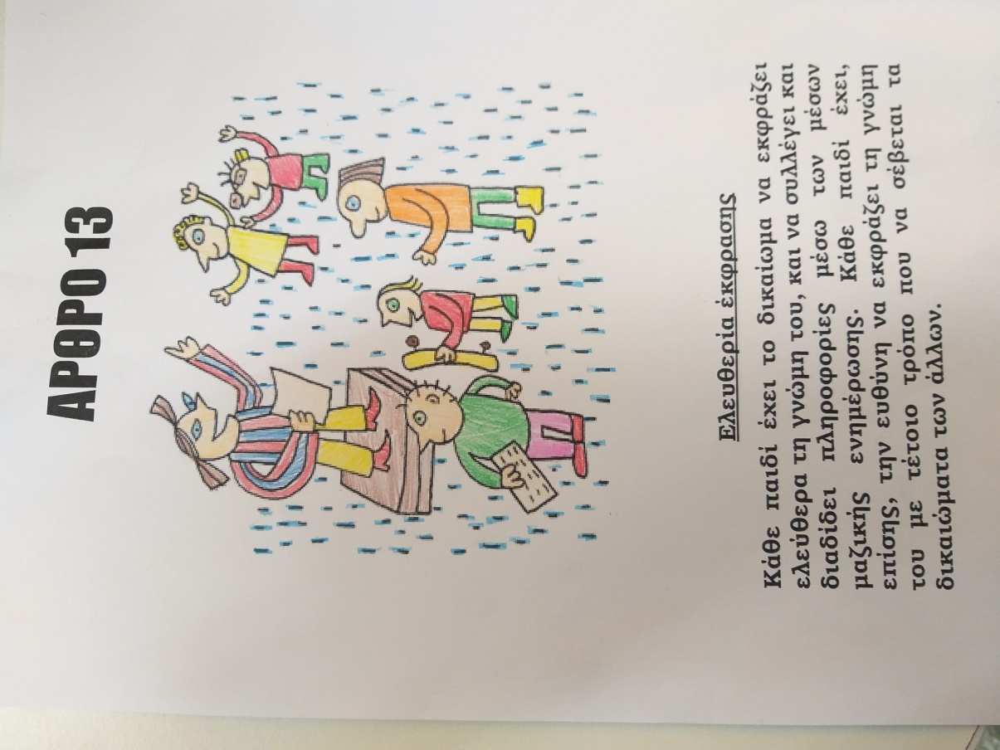 ΑΡΘΡΟ 13
Ελευθερία έκφρασης
Κάθε παιδί έχει το δικαίωμα να εκφράζει
ελεύθερα τη γνώμη του, και να συλλέγει και
διαδίδει πληροφορίες μέσω των μέσων
μαζικής ενημέρωσης. Κάθε παιδί έχει,
επίσης, την ευθύνη να εκφράζει τη γνώμη
του με τέτοιο τρόπο που να σέβεται τα
δικαιώματα των άλλων.